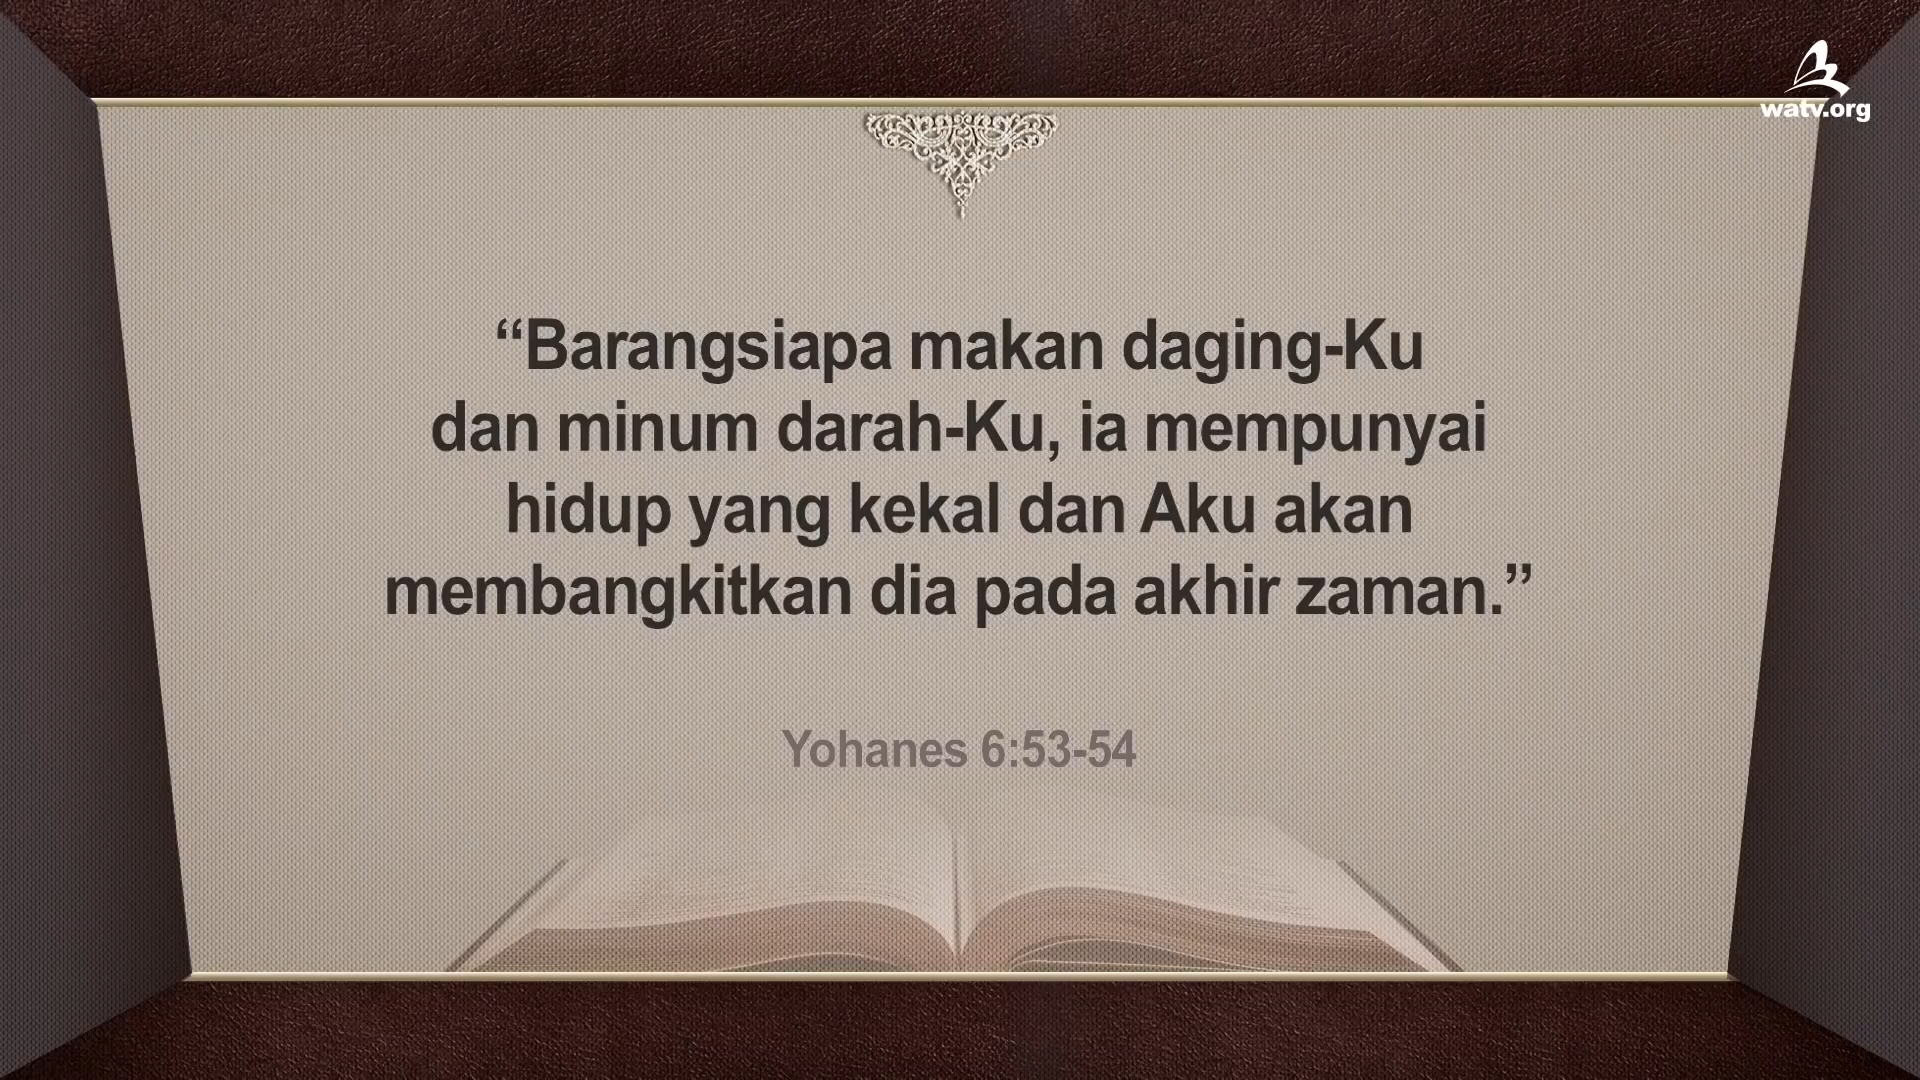 watv.org
“Barangsiapa makan daging-Ku
dan minum darah-Ku, ia mempunyai
hidup yang kekal dan Aku akan
membangkitkan dia pada akhir zaman.”
Yohanes 6:53-54